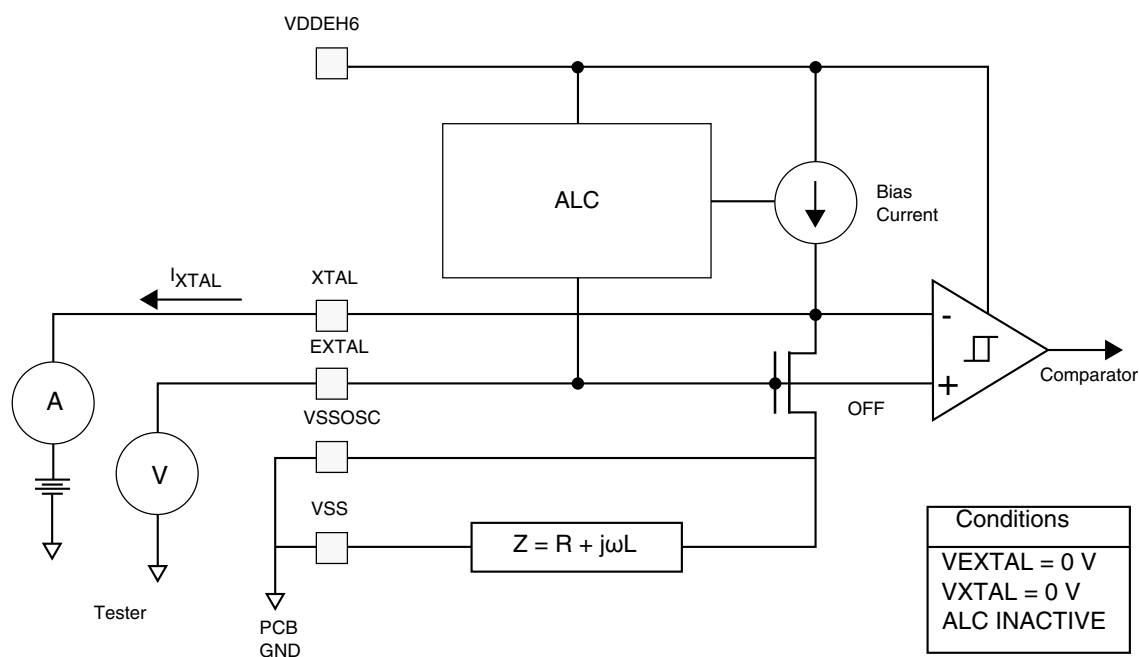 VDDEH6
ALC
Bias
Current
IXTAL
XTAL
A
EXTAL
-
+
Comparator
V
VSSOSC
OFF
VSS
Z = R + jωL
Tester
PCB
GND
Conditions
VEXTAL = 0 V
VXTAL = 0 V
ALC INACTIVE